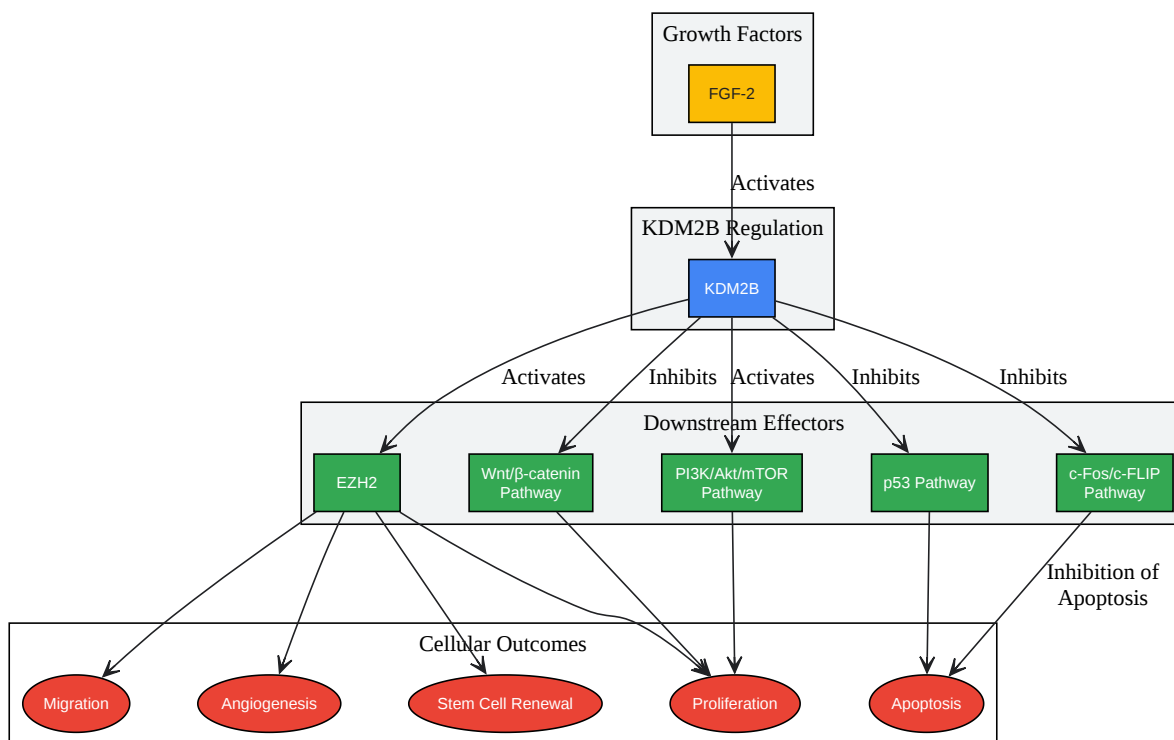 Growth Factors
FGF-2
Activates
KDM2B Regulation
KDM2B
Activates
Inhibits
Activates
Inhibits
Inhibits
Downstream Effectors
EZH2
Wnt/β-catenin
Pathway
PI3K/Akt/mTOR
Pathway
p53 Pathway
c-Fos/c-FLIP
Pathway
Inhibition of
Apoptosis
Cellular Outcomes
Migration
Angiogenesis
Stem Cell Renewal
Proliferation
Apoptosis